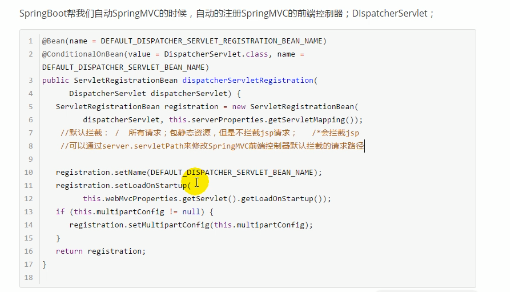 SpringBoot帮我们自动SpringMVC的时候，自动的注册SpringMVC的前端控制器；DIspatcherServlet；
1 @Bean(name = DEFAULT_DISPATCHER_SERVLET_REGISTRATION_BEAN_NAME)
2 @ConditionalOnBean(value = DispatcherServlet.class, name =
DEFAULT_DISPATCHER_SERVLET_BEAN_NAME)
3 public ServletRegistrationBean dispatcherServletRegistration(
4 DispatcherServlet dispatcherServlet) {
5 ServletRegistrationBean registration = new ServletRegistrationBean(
6 dispatcherServlet, this.serverProperties.getServletMapping());
7 //默认拦截： / 所有请求；包静态资源，但是不拦截jsp请求； /*会拦截jsp
8 //可以通过server.servletPath来修改SpringMVC前端控制器默认拦截的请求路径
9
10 registration.setName(DEFAULT_DISPATCHER_SERVLET_BEAN_NAME);
11 registration.setLoadOnStartup(
12 this.webMvcProperties.getServlet().getLoadOnStartup());
13 if (this.multipartConfig != null) {
14 registration.setMultipartConfig(this.multipartConfig);
15 }
16 return registration;
17 }
18